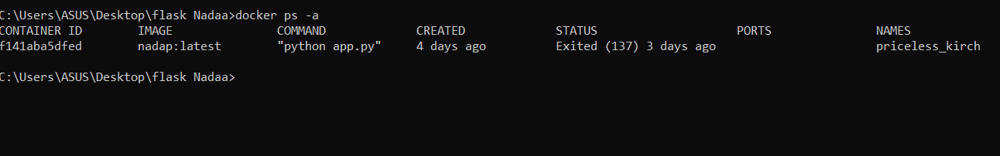 C:\Users\ASUS\Desktop\flask Nadaa>docker ps -a
CONTAINER ID IMAGE COMMAND CREATED STATUS PORTS NAMES
f141aba5dfed nadap:latest "python app.py" 4 days ago Exited (137) 3 days ago priceless_kirch
C:\Users\ASUS\Desktop\flask Nadaa>